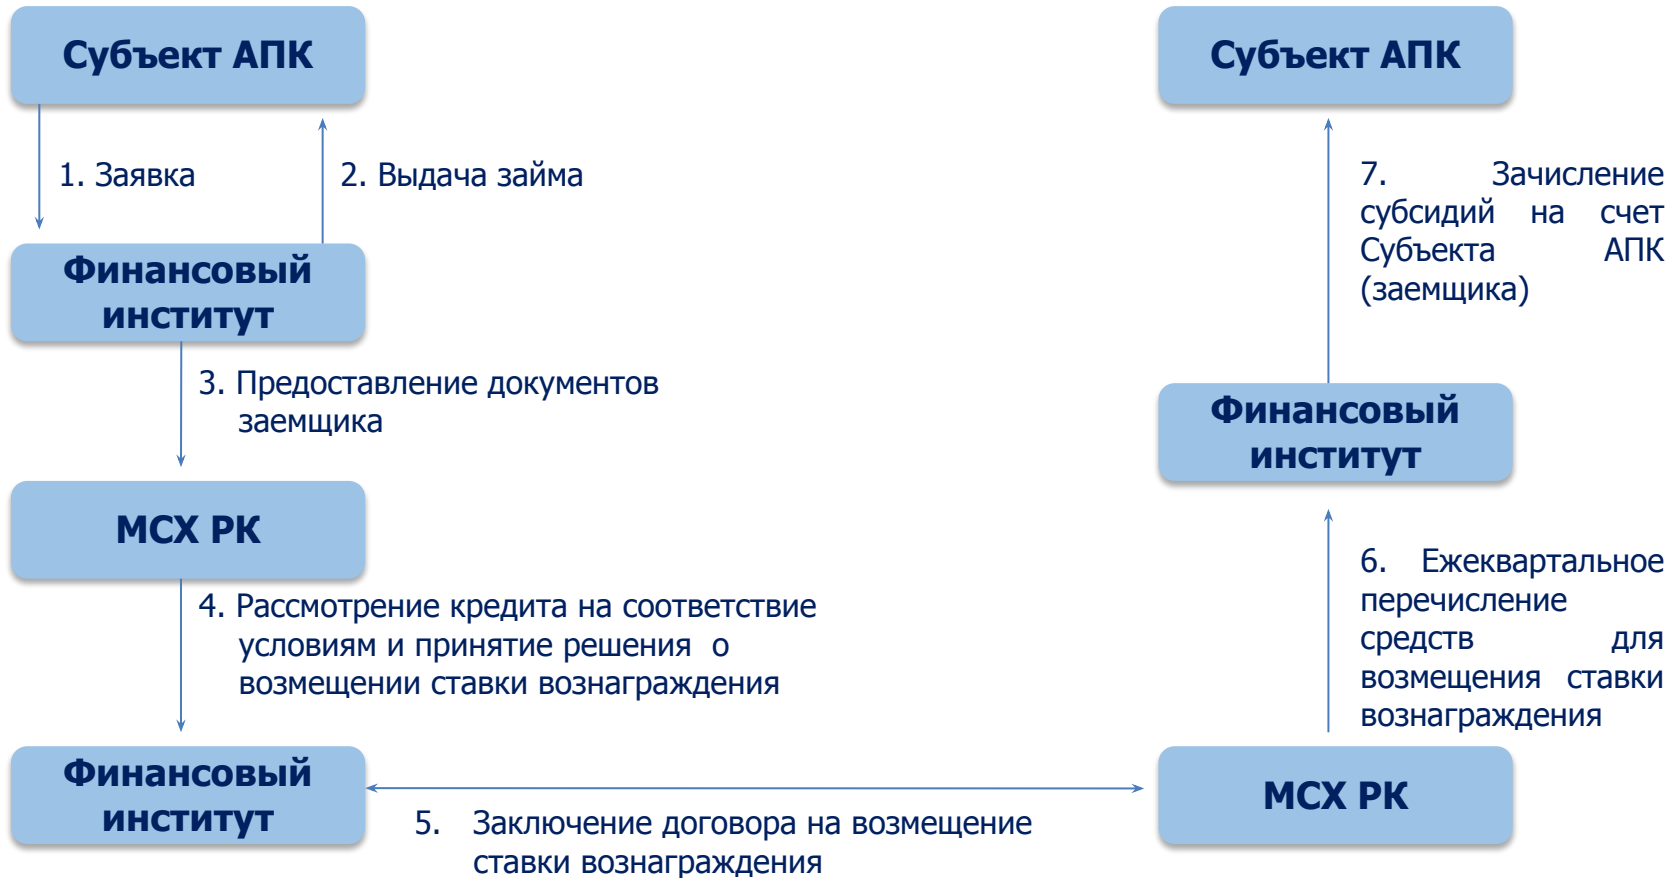 Субъект АПК
1. Заявка
2. Выдача займа
Финансовый
институт
3. Предоставление документов
заемщика
МСХ РК
4. Рассмотрение кредита на соответствие
условиям и принятие решения о
возмещении ставки вознаграждения
Финансовый
институт
5. Заключение договора на возмещение
ставки вознаграждения
Субъект АПК
7. Зачисление
субсидий на счет
Субъекта АПК
(заемщика)
Финансовый
институт
6. Ежеквартальное
перечисление
средств для
возмещения ставки
вознаграждения
МСХ РК